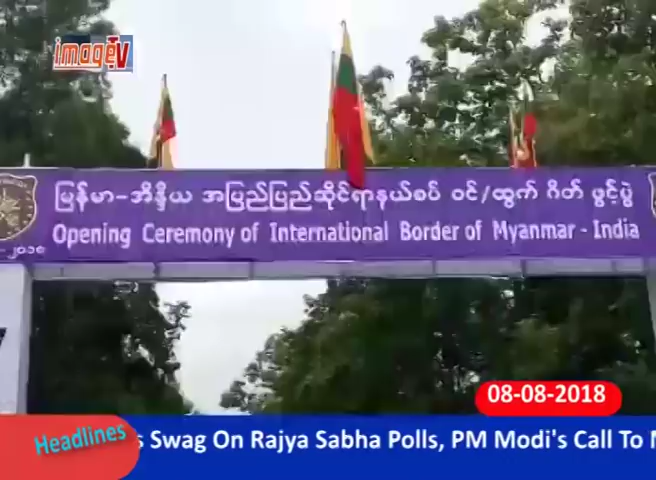 image TV
မြန်မာ-အိန္ဒိယ အပြည်ပြည်ဆိုင်ရာနယ်စပ် ဝင်/ထွက် ဂိတ် ဖွင့်ပွဲ
Opening Ceremony of International Border of Myanmar - India
08-08-2018
Headlines
s Swag On Rajya Sabha Polls, PM Modi's Call To